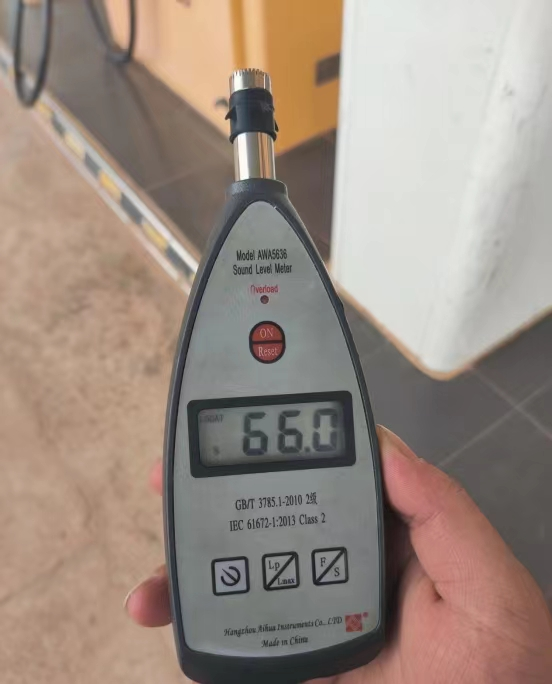 Model AWA5636
Sound Level Meter
Overload
ON
Reset
66.0
S
GB/T 3785.1-2010 2级
IEC 61672-1:2013 Class 2
Lp
Lmax
F
S
Hangzhou Aihua Instruments Co., LTD
Made in China